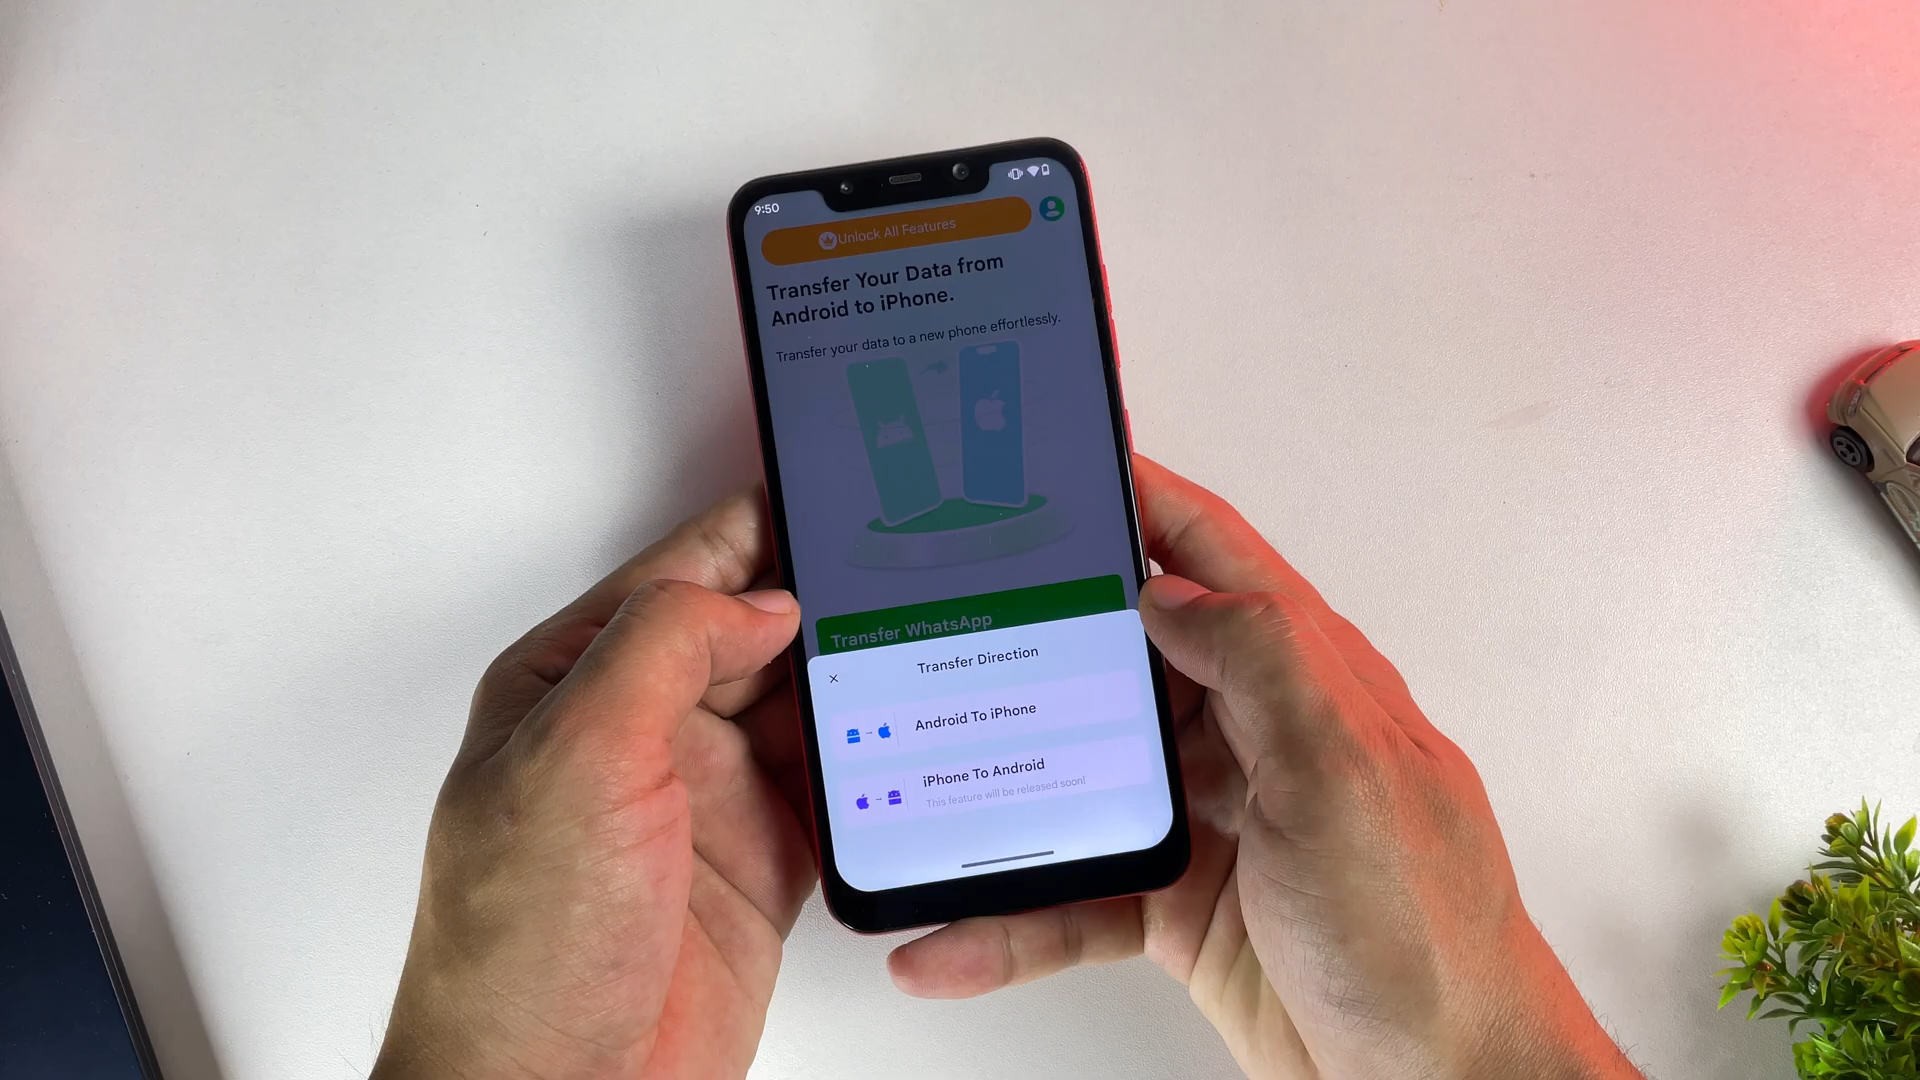 9:50
Unlock All Features
Transfer Your Data from
Android to iPhone.
Transfer your data to a new phone effortlessly.
Transfer WhatsApp
Transfer Direction
Android To iPhone
iPhone To Android
This feature will be released soon!